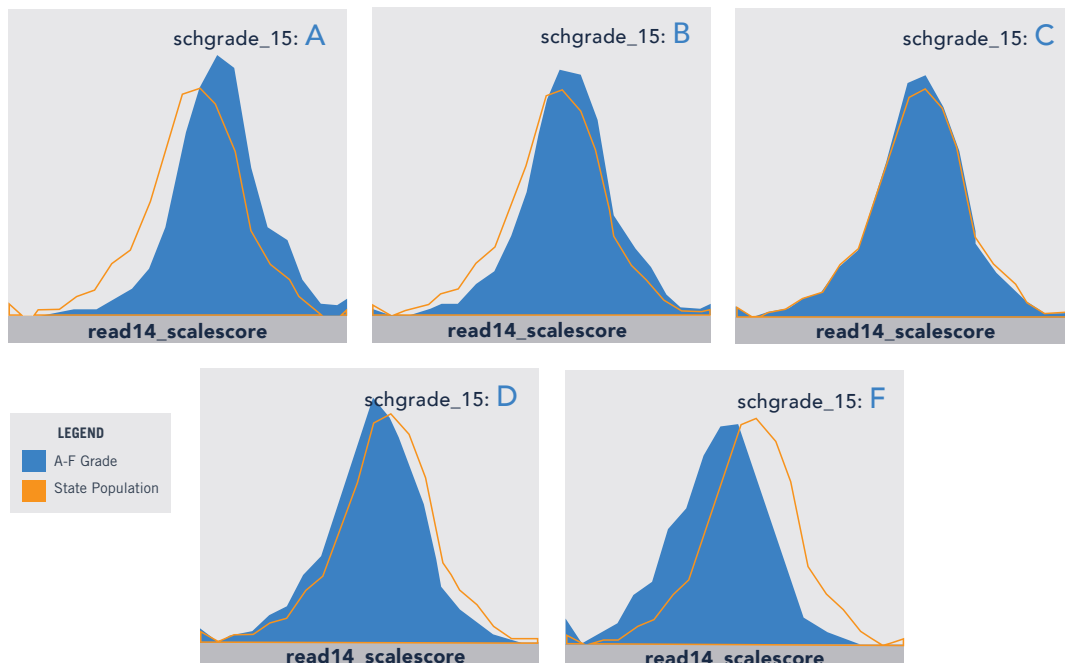 schgrade_15: A
read14_scalescore
schgrade_15: B
read14_scalescore
schgrade_15: C
read14_scalescore
LEGEND
A-F Grade
State Population
schgrade_15: D
read14_scalescore
schgrade_15: F
read14_scalescore